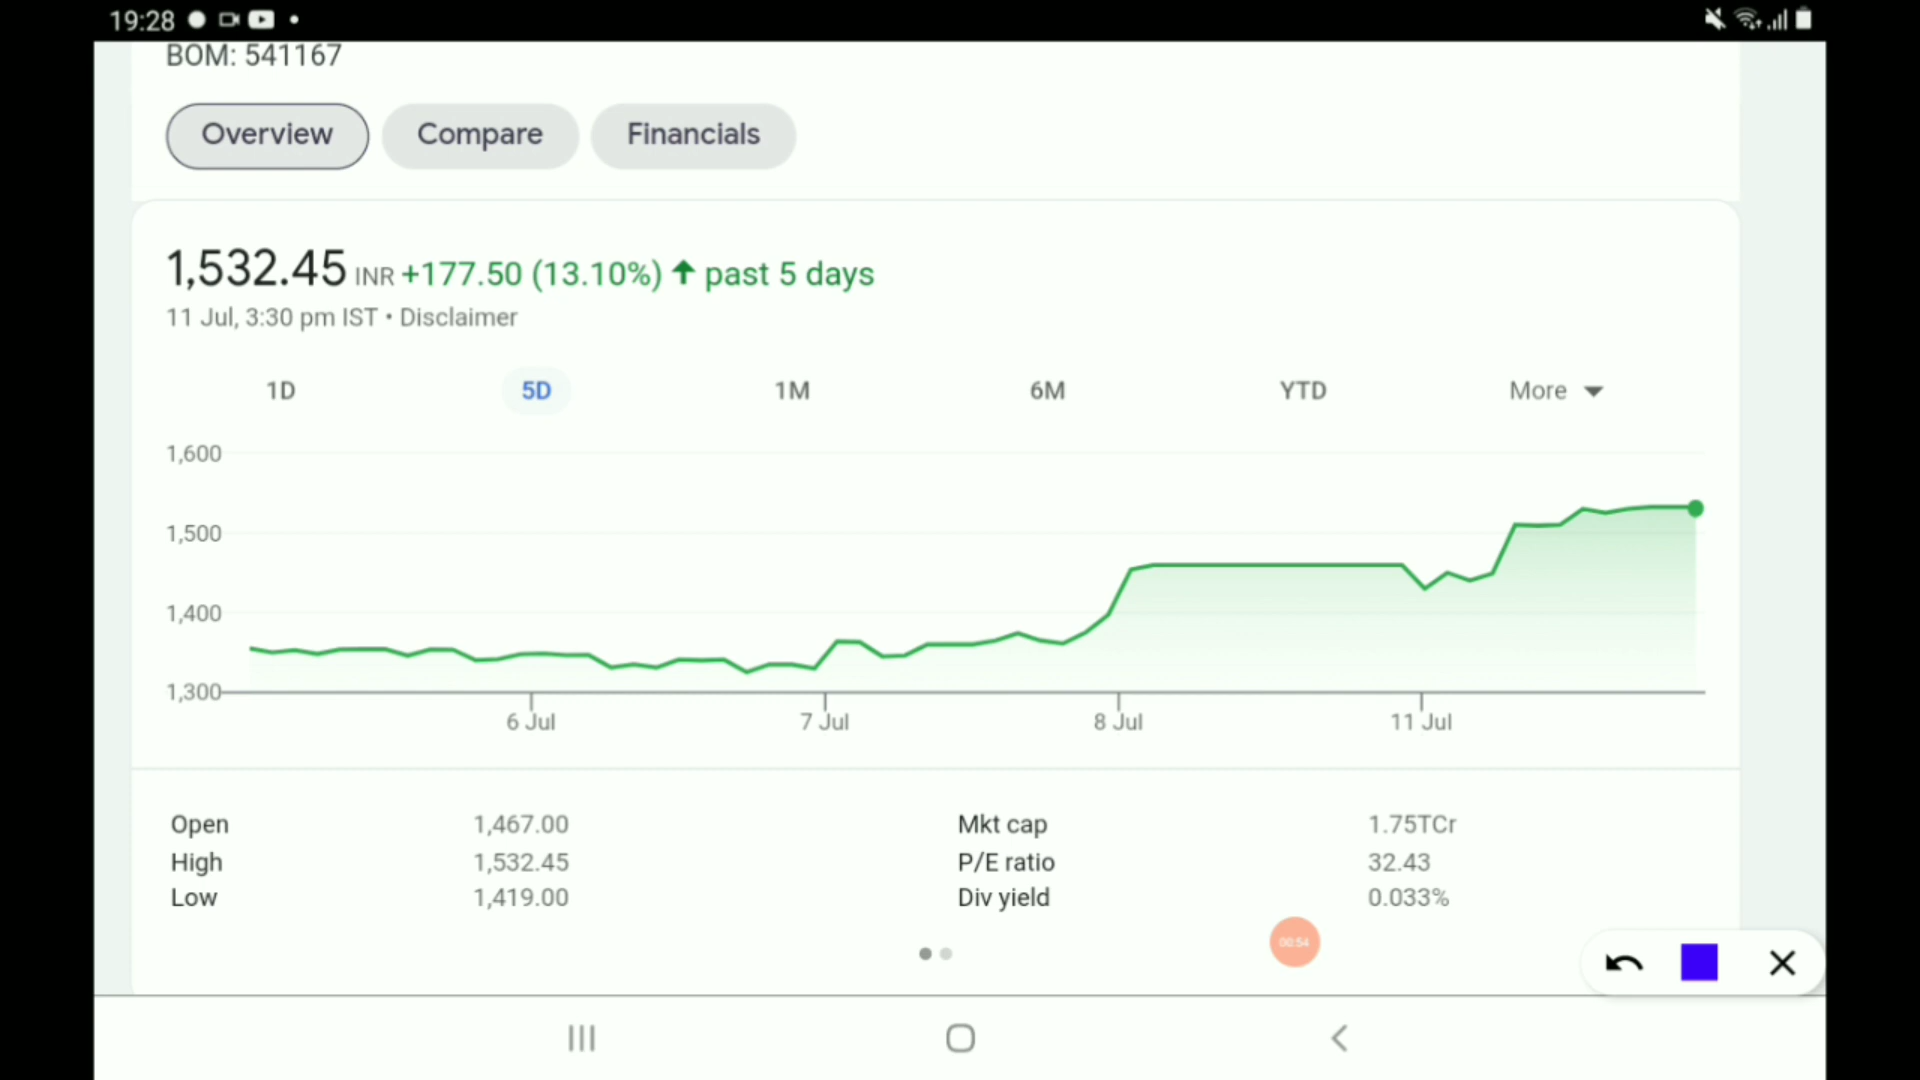 19:28
BOM: 541167
Overview Compare Financials
1,532.45 INR +177.50 (13.10%) ↑ past 5 days
11 Jul, 3:30 pm IST • Disclaimer
1D 5D 1M 6M YTD More
1,600
1,500
1,400
1,300
6 Jul 7 Jul 8 Jul 11 Jul
Open 1,467.00 Mkt cap 1.75TCr
High 1,532.45 P/E ratio 32.43
Low 1,419.00 Div yield 0.033%
00:54